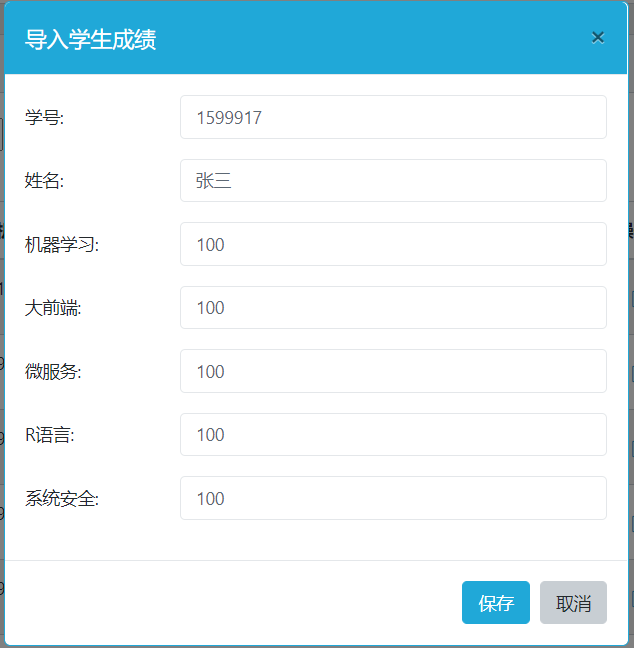 导入学生成绩 ×
学号: 1599917
姓名: 张三
机器学习: 100
大前端: 100
微服务: 100
R语言: 100
系统安全: 100
保存 取消